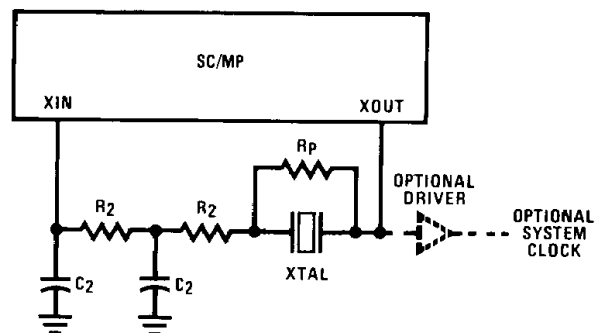 SC/MP
XIN
XOUT
RP
OPTIONAL
DRIVER
R2
R2
OPTIONAL
SYSTEM
CLOCK
XTAL
C2
C2